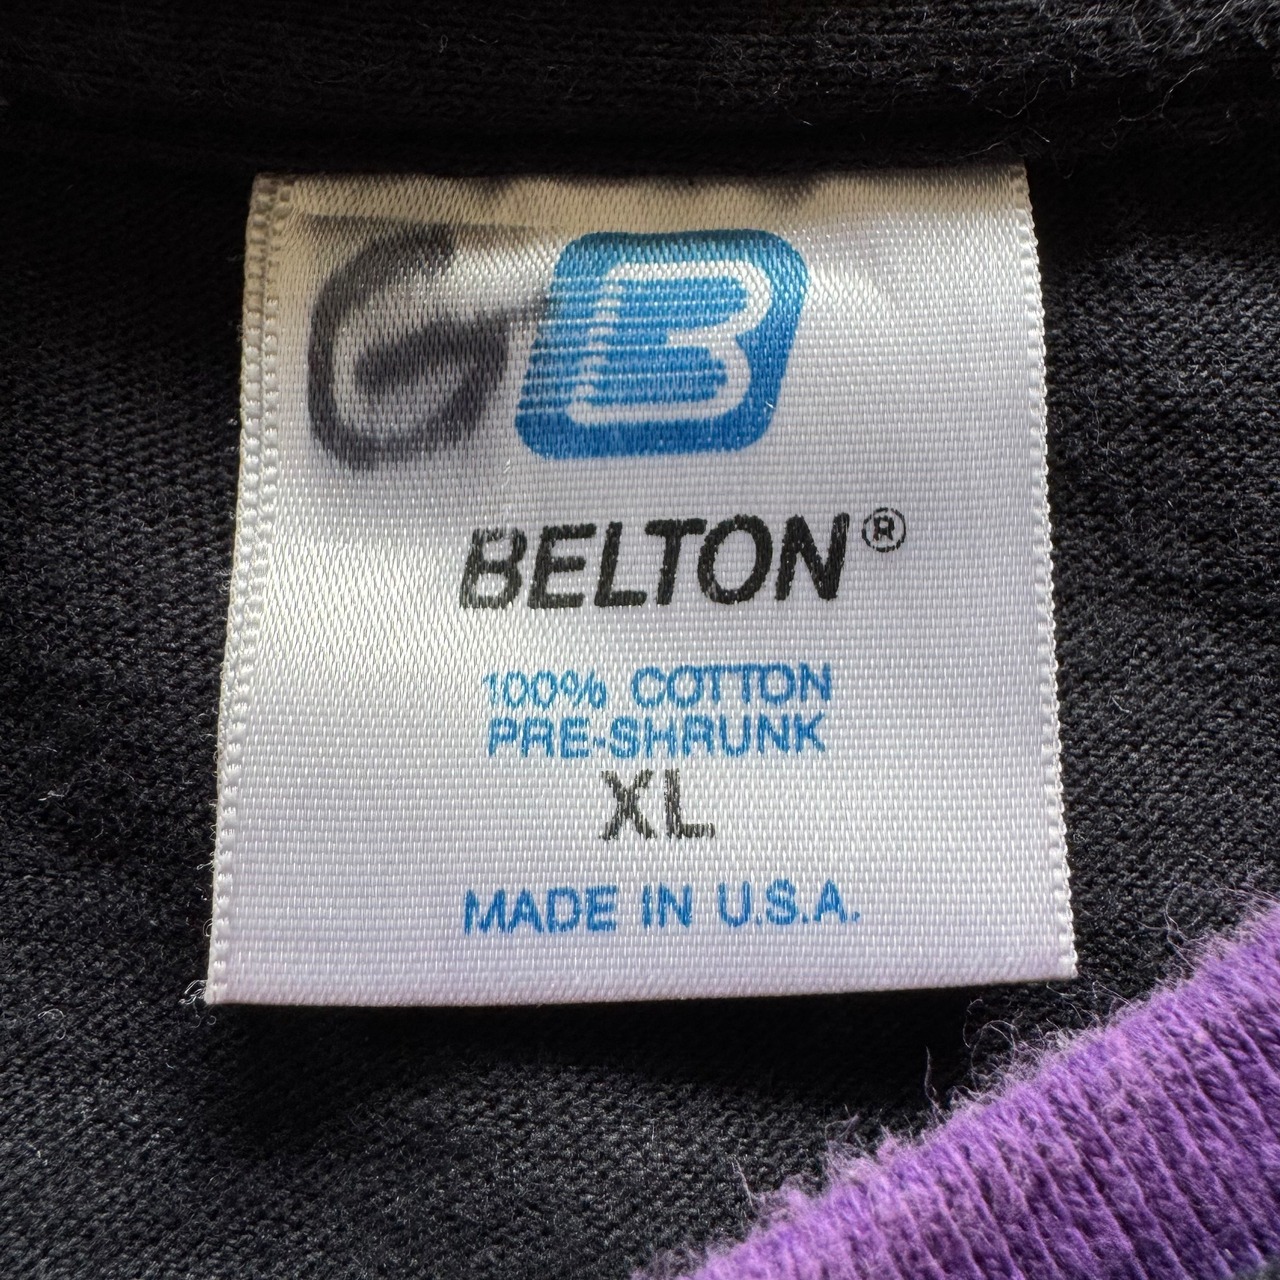 B
BELTON®
100% COTTON
PRE-SHRUNK
XL
MADE IN U.S.A.